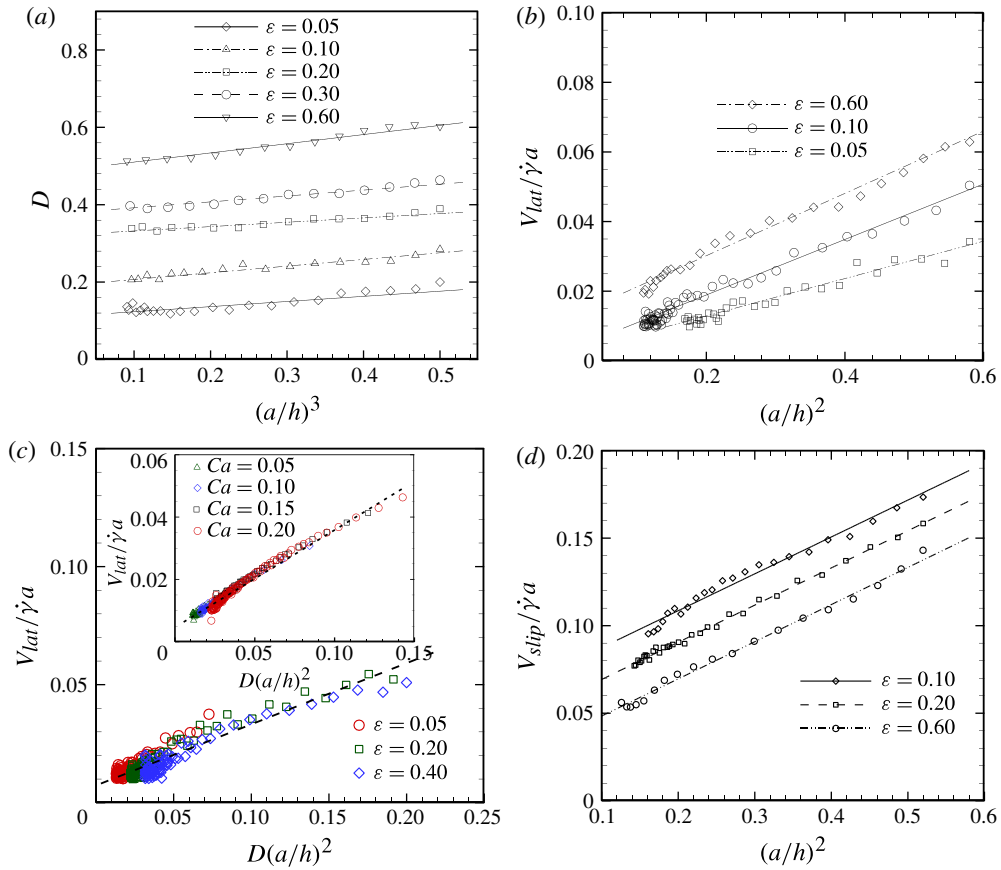 (a)
ε = 0.05
ε = 0.10
ε = 0.20
ε = 0.30
ε = 0.60
0.8
0.6
0.4
0.2
0
D
0.1 0.2 0.3 0.4 0.5
(a/h)³
(b)
0.10
0.08
0.06
0.04
0.02
0
V_lat/γ̇a
ε = 0.60
ε = 0.10
ε = 0.05
0.2 0.4 0.6
(a/h)²
(c)
0.15
0.10
0.05
0
V_lat/γ̇a
0.05 0.10 0.15 0.20 0.25
D(a/h)²
ε = 0.05
ε = 0.20
ε = 0.40
0.06
0.04
0.02
0
V_lat/γ̇a
Ca = 0.05
Ca = 0.10
Ca = 0.15
Ca = 0.20
0.05 0.10 0.15
D(a/h)²
(d)
0.20
0.15
0.10
0.05
0
V_slip/γ̇a
ε = 0.10
ε = 0.20
ε = 0.60
0.1 0.2 0.3 0.4 0.5 0.6
(a/h)²